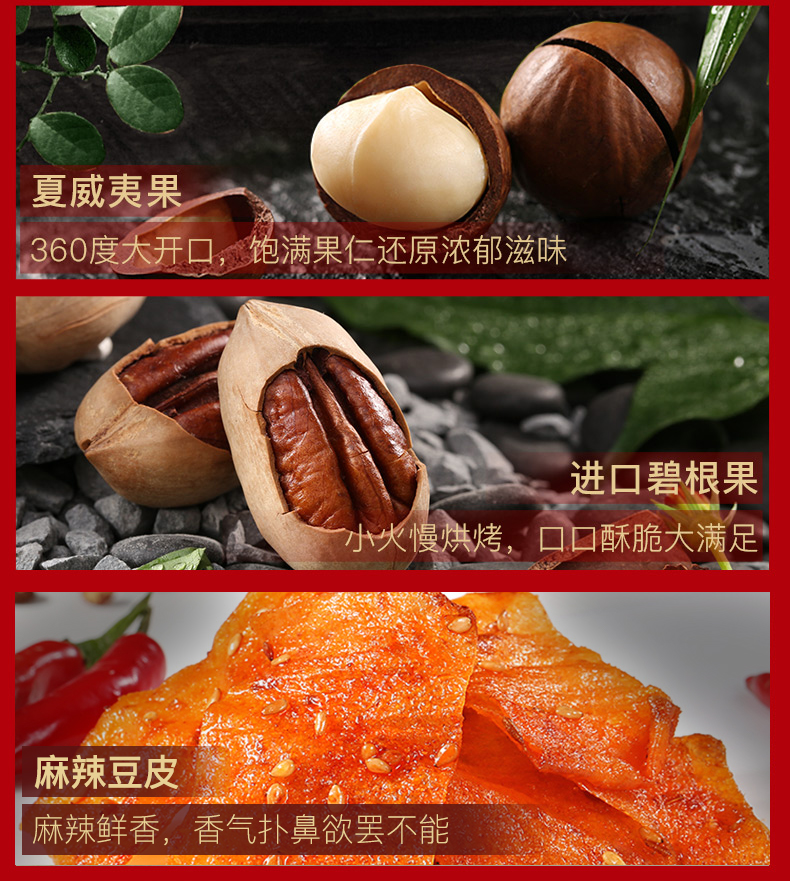 夏威夷果
360度大开口，饱满果仁还原浓郁滋味
进口碧根果
小火慢烘烤，口口酥脆大满足
麻辣豆皮
麻辣鲜香，香气扑鼻欲罢不能